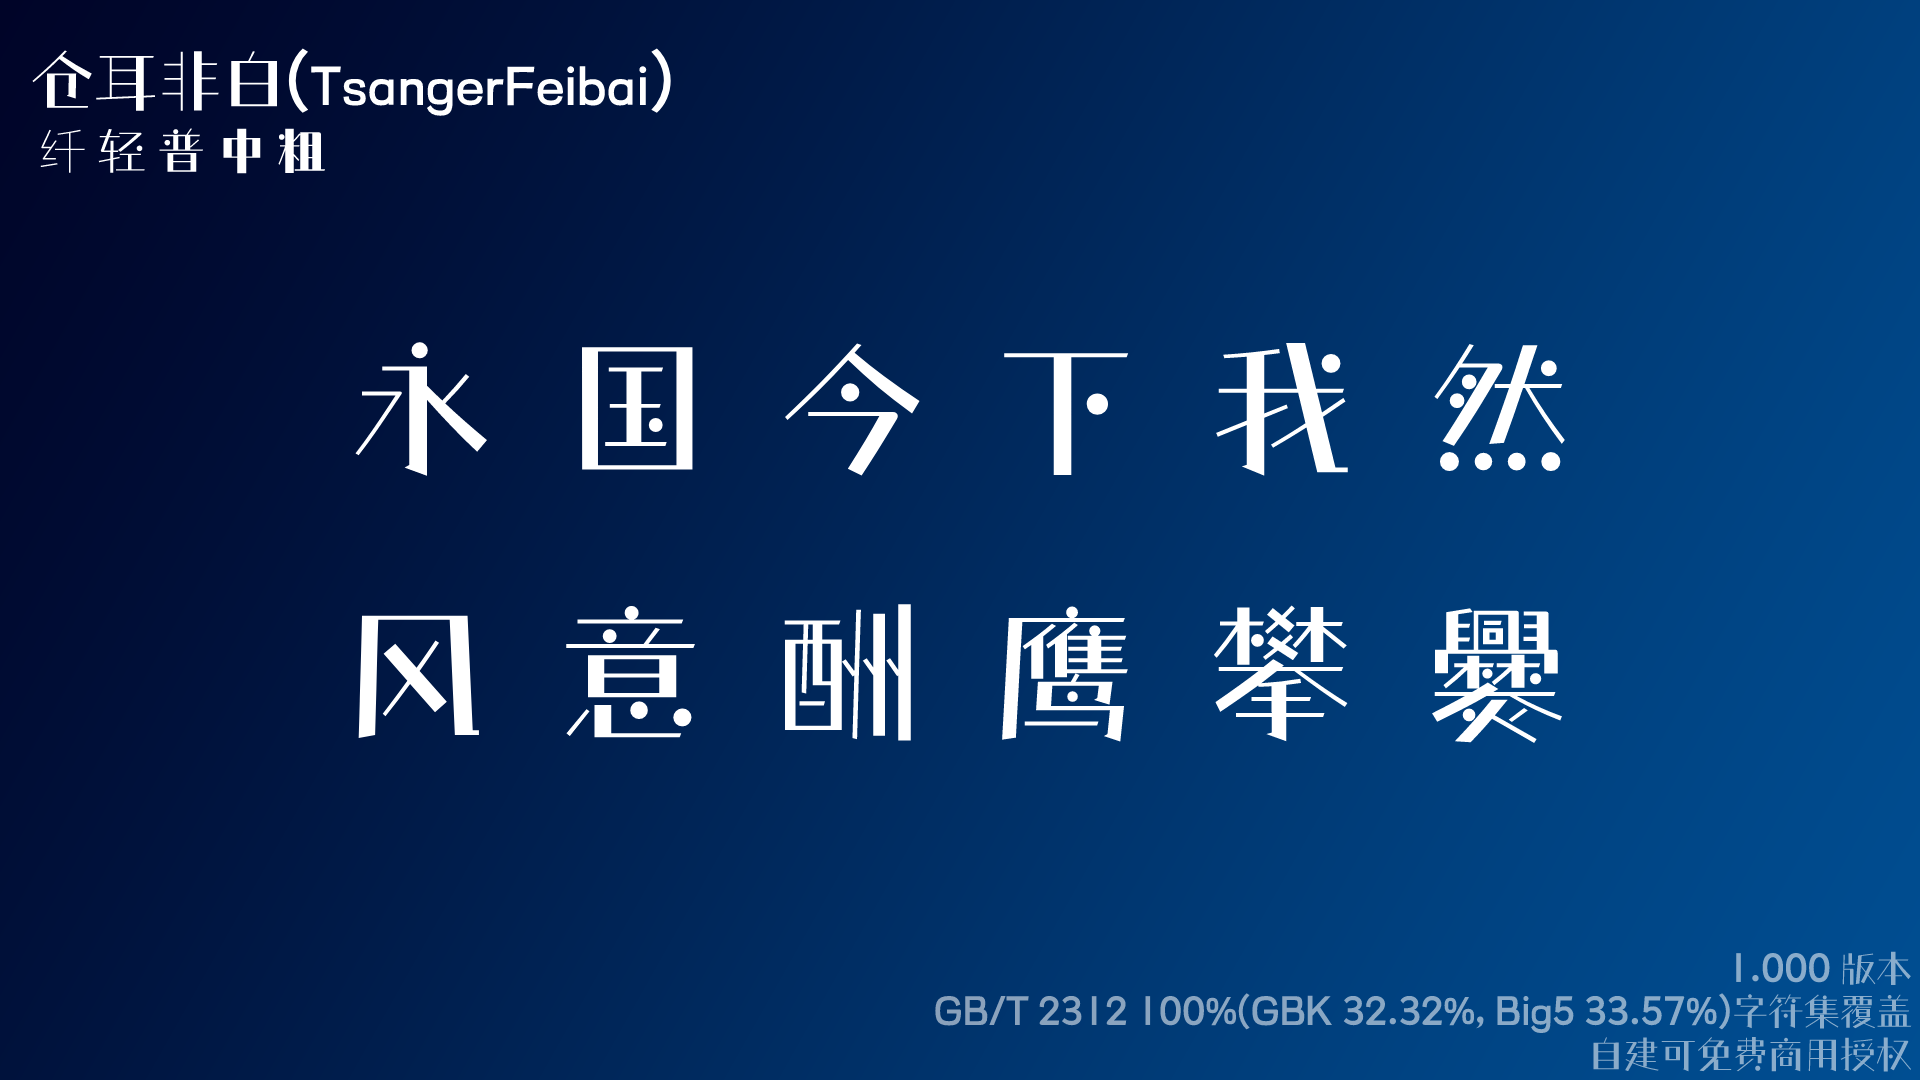 仓耳非白(TsangerFeibai)
纤轻普中粗
永国今下我然
风意酬鹰攀爨
1.000 版本
GB/T 2312 100%(GBK 32.32%, Big5 33.57%)字符集覆盖
自建可免费商用授权